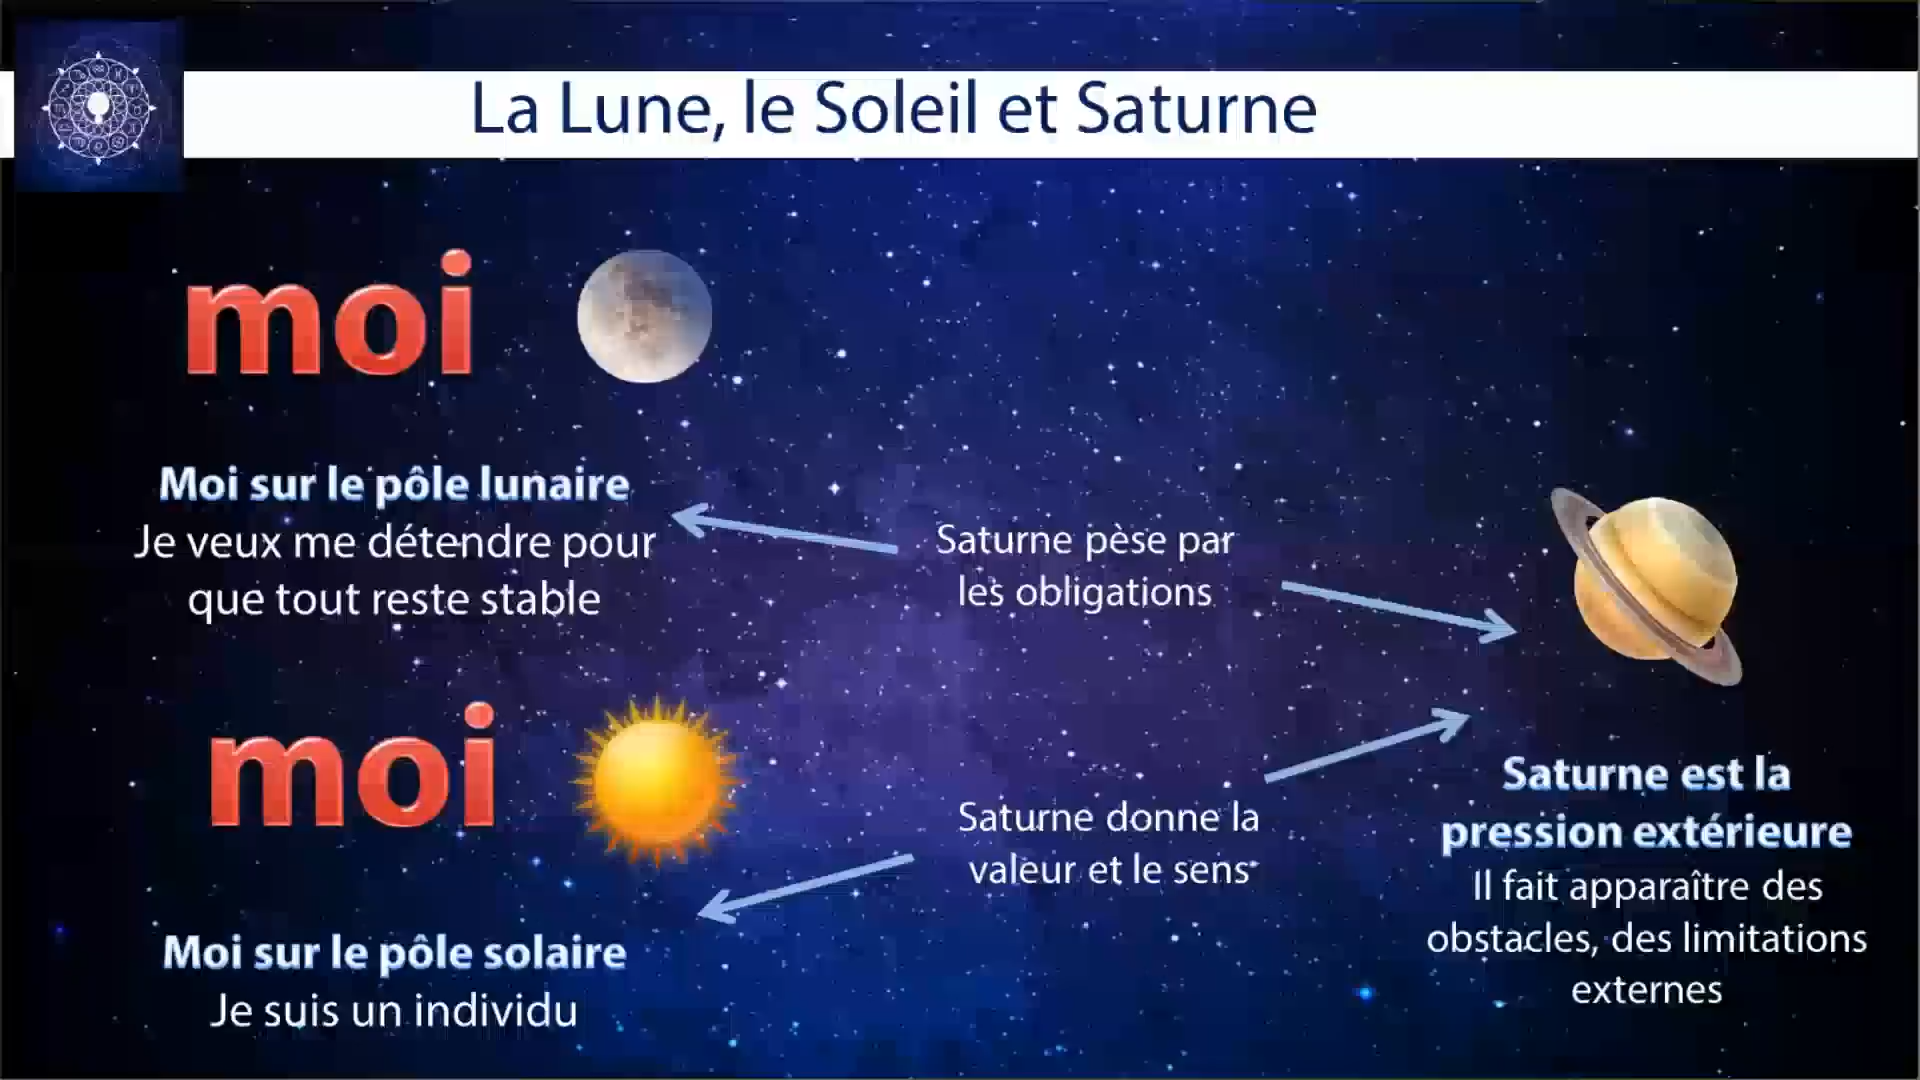 La Lune, le Soleil et Saturne
moi
Moi sur le pôle lunaire
Je veux me détendre pour
que tout reste stable
Saturne pèse par
les obligations
moi
Moi sur le pôle solaire
Je suis un individu
Saturne donne la
valeur et le sens
Saturne est la
pression extérieure
Il fait apparaître des
obstacles, des limitations
externes